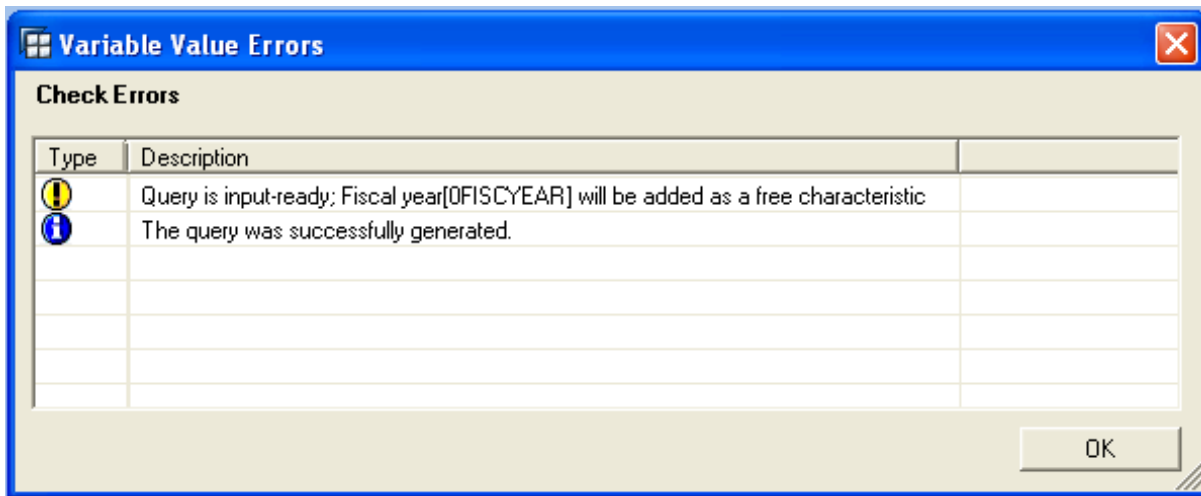 Variable Value Errors
Check Errors
Type Description
Query is input-ready; Fiscal year[0FISCYEAR] will be added as a free characteristic
The query was successfully generated.
OK